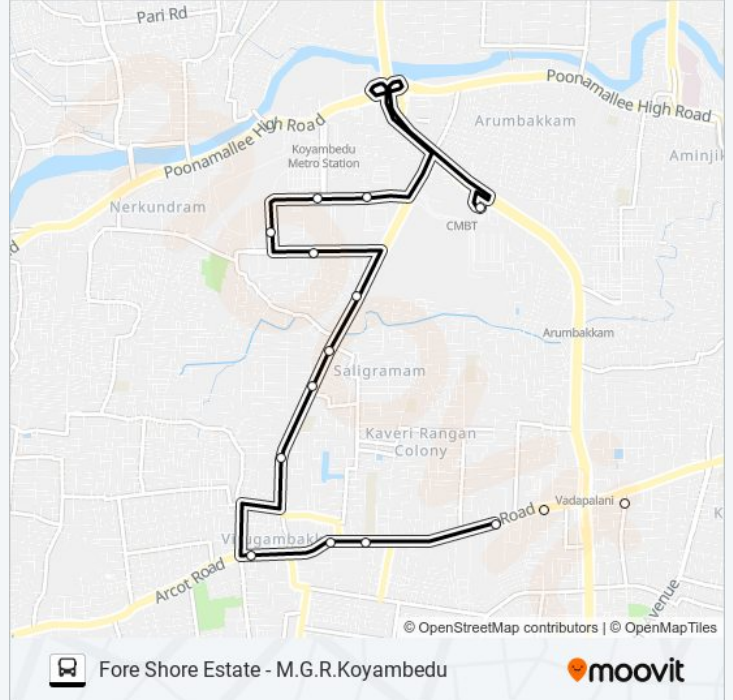 Pari Rd
Poonamallee High Road
Arumbakkam
Poonamallee High Road
Koyambedu
Metro Station
Aminjik
Nerkundram
CMBT
Arumbakkam
Saligramam
Kaveri Rangan
Colony
Vadapalani
Road
K
Arcot Road
venue
© OpenStreetMap contributors | © OpenMapTiles
Fore Shore Estate - M.G.R.Koyambedu
moovit